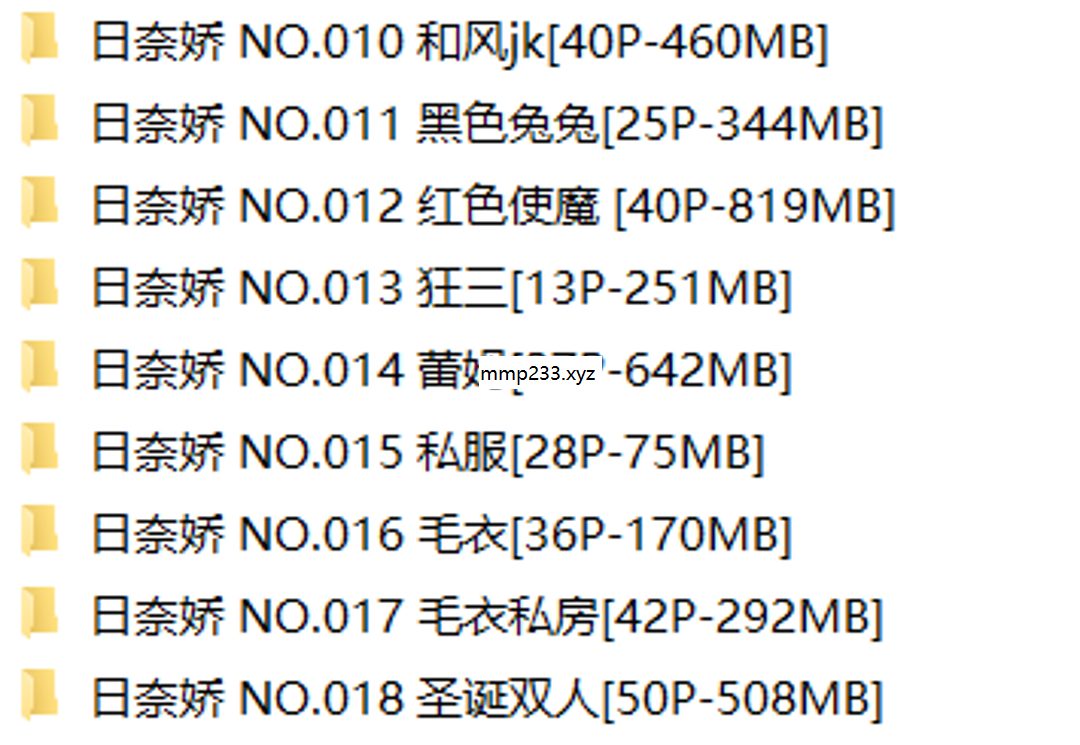 日奈娇 NO.010 和风jk[40P-460MB]
日奈娇 NO.011 黑色兔兔[25P-344MB]
日奈娇 NO.012 红色使魔 [40P-819MB]
日奈娇 NO.013 狂三[13P-251MB]
日奈娇 NO.014 蕾 -642MB]
mmp233.xyz
日奈娇 NO.015 私服[28P-75MB]
日奈娇 NO.016 毛衣[36P-170MB]
日奈娇 NO.017 毛衣私房[42P-292MB]
日奈娇 NO.018 圣诞双人[50P-508MB]